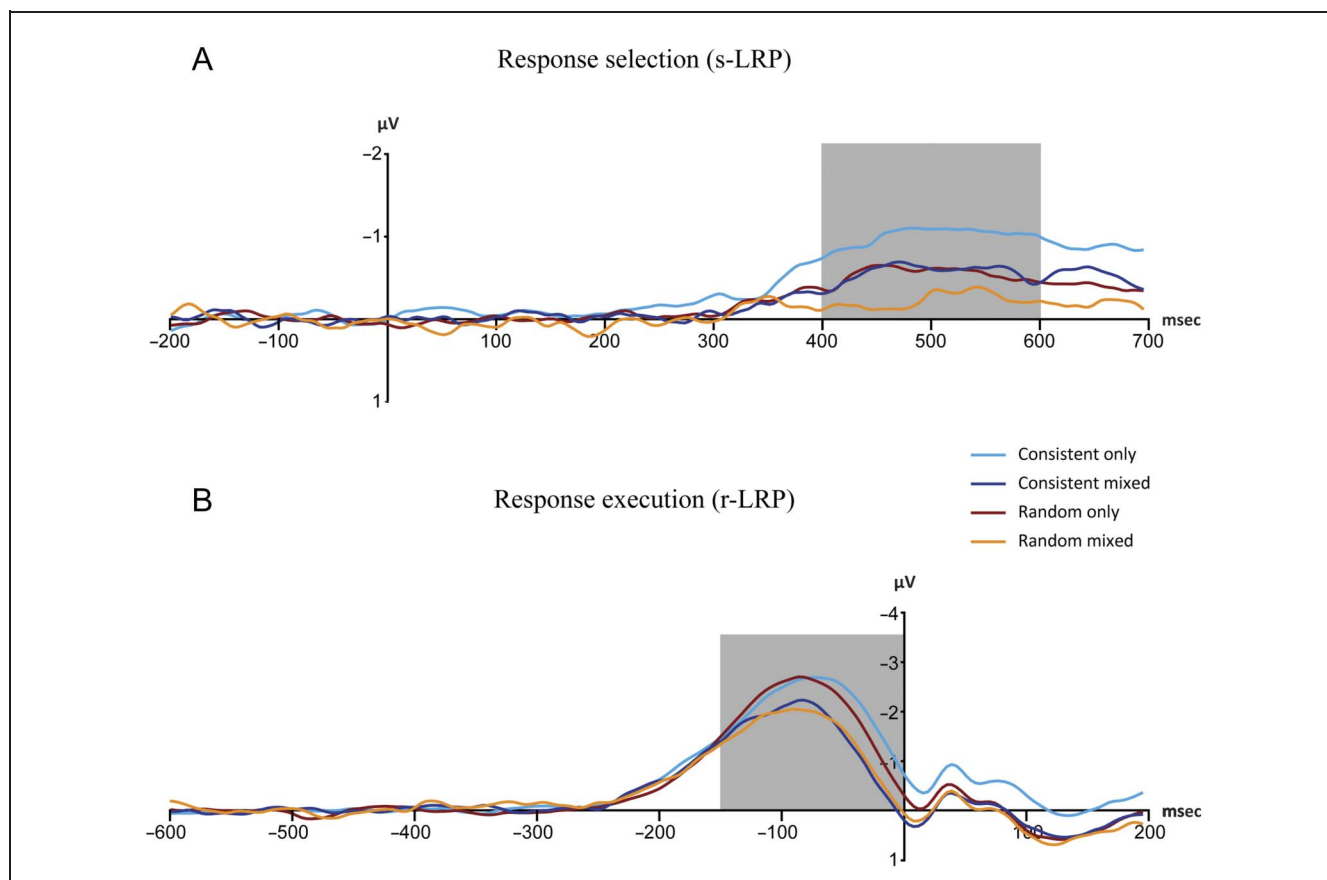 A
Response selection (s-LRP)
µV
−2
−1
1
−200 −100 100 200 300 400 500 600 700 msec
Consistent only
Consistent mixed
Random only
Random mixed
B
Response execution (r-LRP)
µV
−4
−3
−2
−1
1
−600 −500 −400 −300 −200 −100 100 200 msec